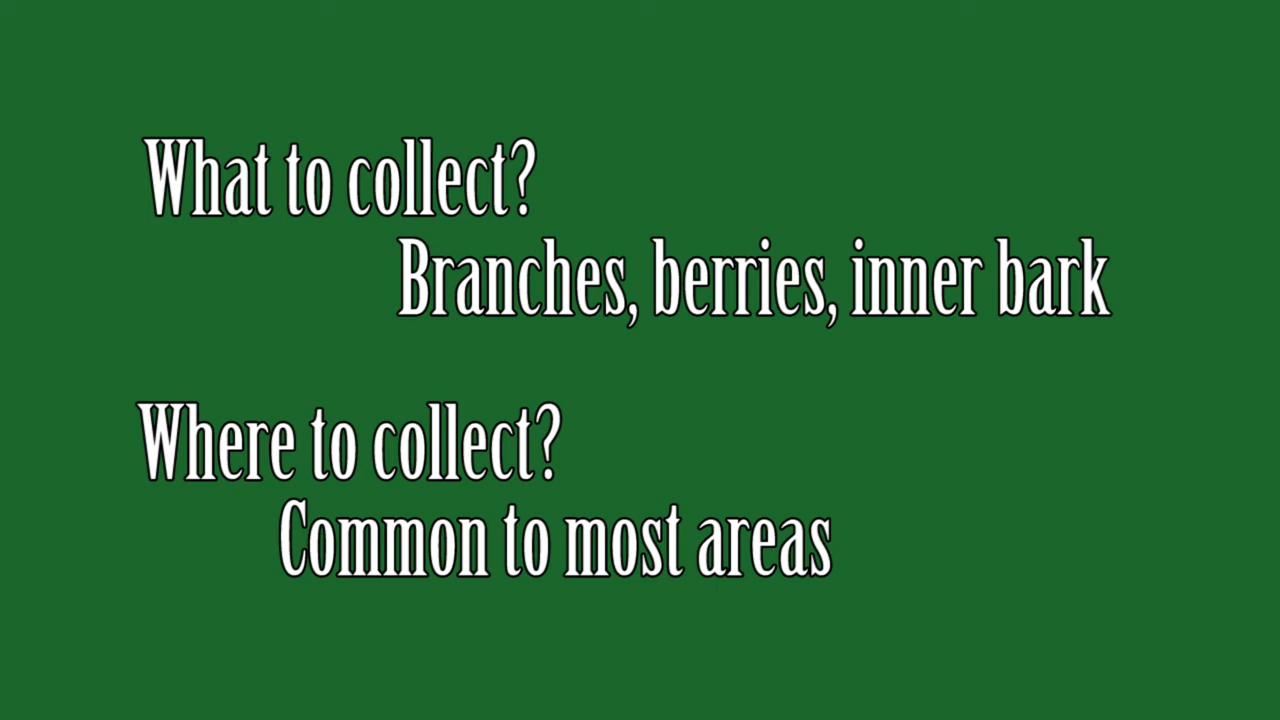 What to collect?
Branches, berries, inner bark
Where to collect?
Common to most areas